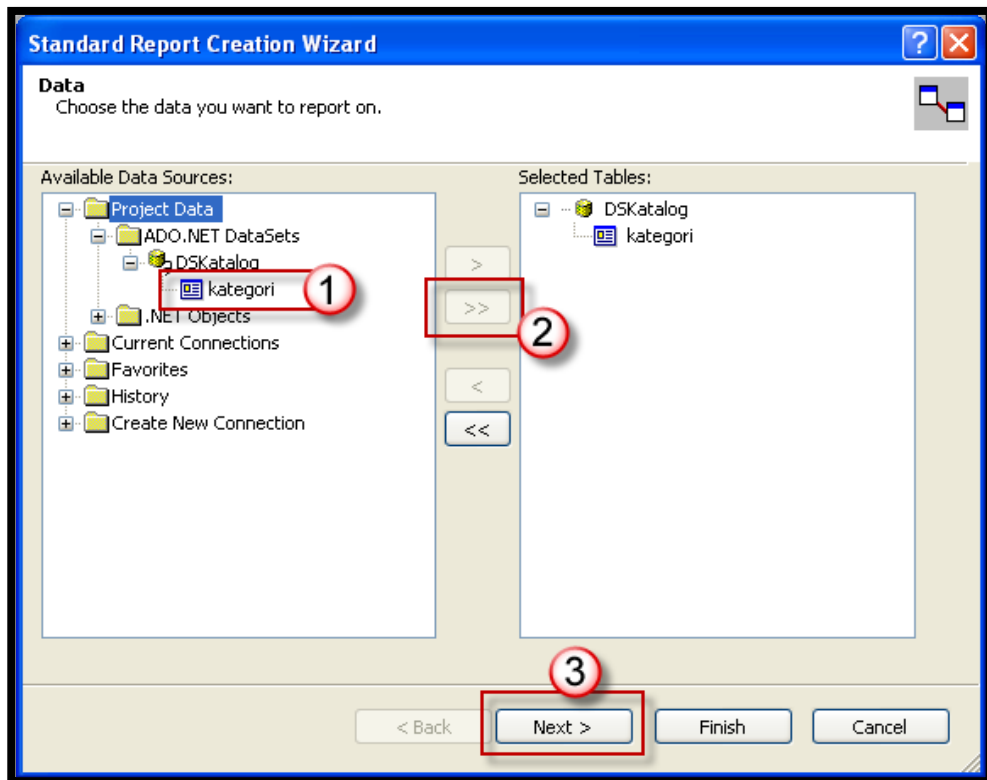 Standard Report Creation Wizard
Data
Choose the data you want to report on.
Available Data Sources:
Project Data
ADO.NET DataSets
DSKatalog
kategori
1
.NET Objects
Current Connections
Favorites
History
Create New Connection
>
>>
2
<
<<
Selected Tables:
DSKatalog
kategori
3
< Back
Next >
Finish
Cancel